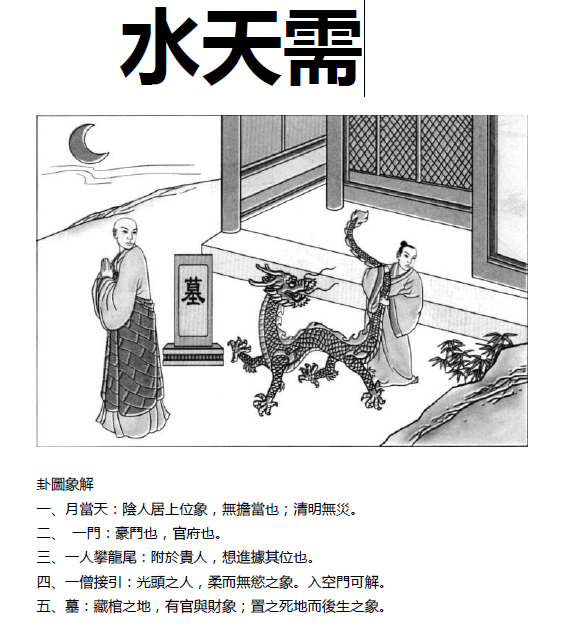 水天需
墓
卦圖象解
一、月當天：陰人居上位象，無擔當也；清明無災。
二、 一門：豪鬥也，官府也。
三、一人攀龍尾：附於貴人，想進據其位也。
四、一僧接引：光頭之人，柔而無慾之象。入空門可解。
五、墓：藏棺之地，有官與財象；置之死地而後生之象。